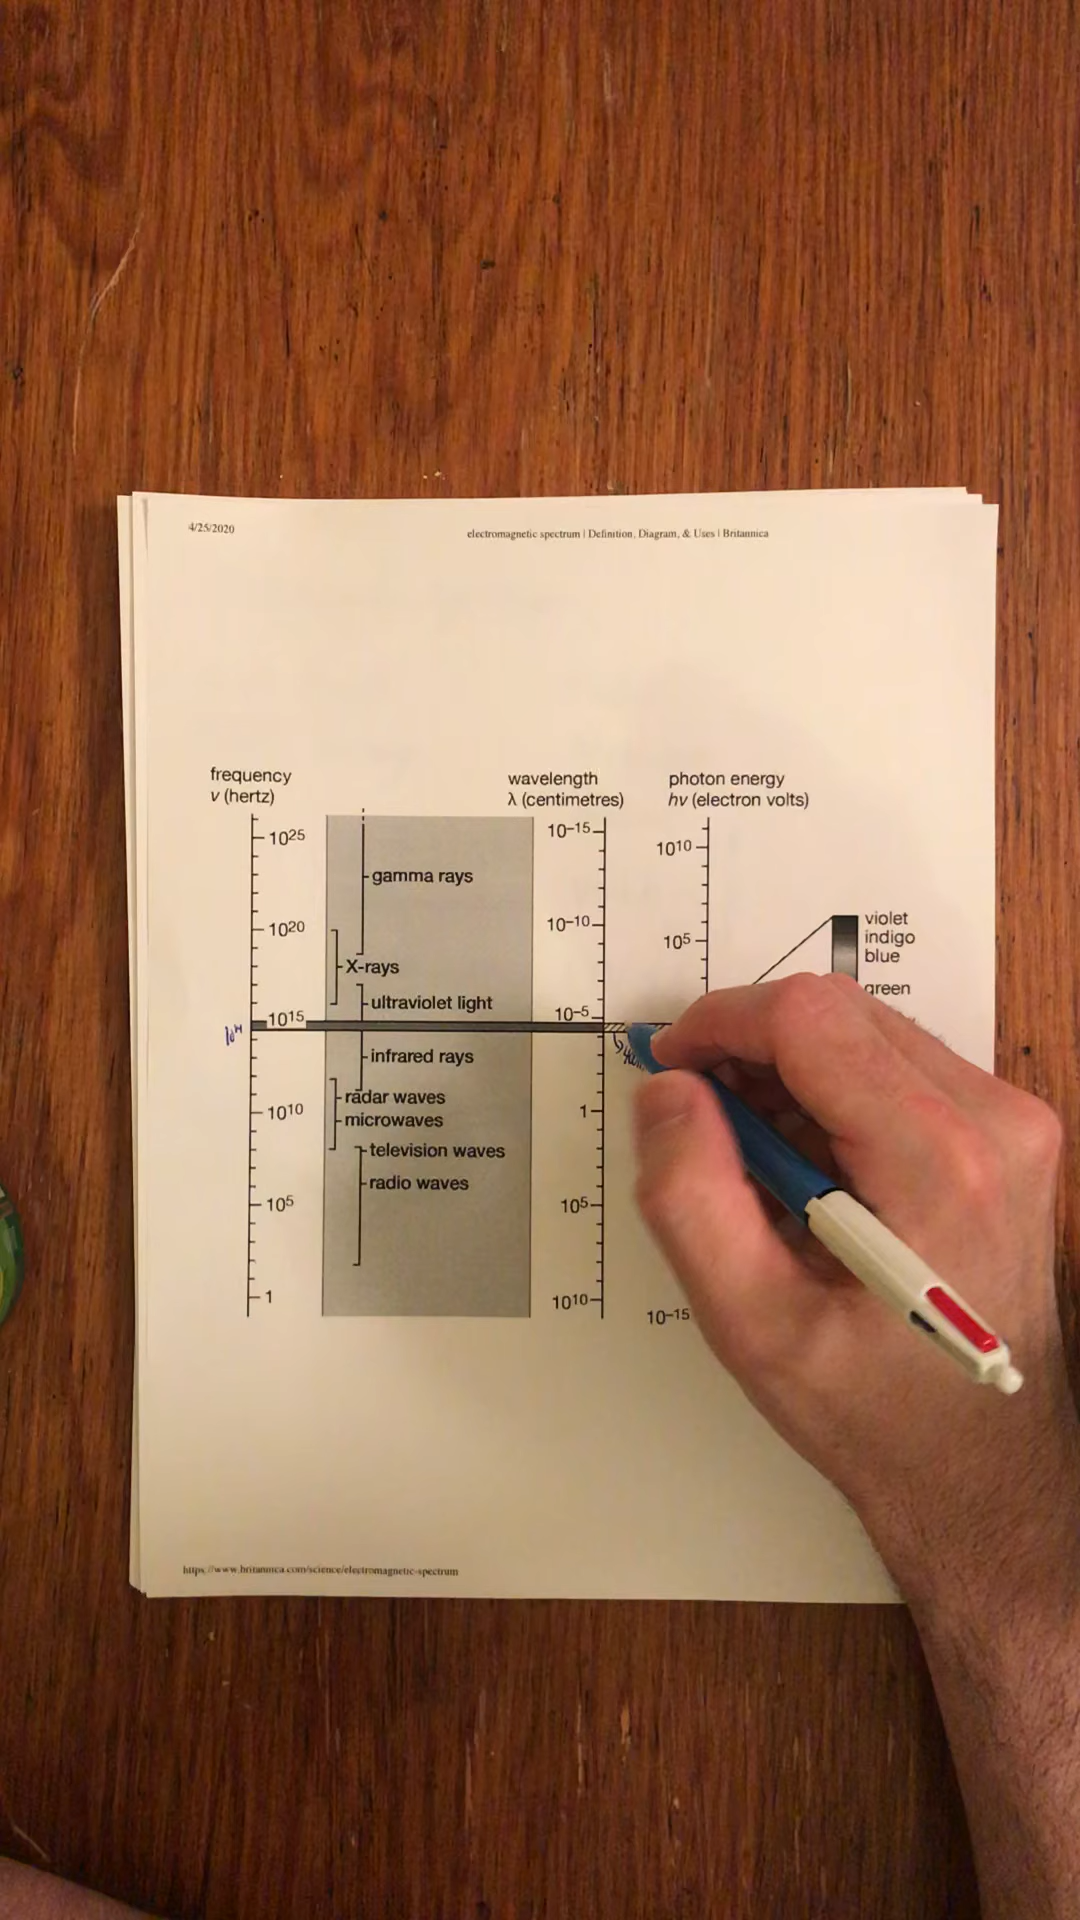 4/25/2020
electromagnetic spectrum | Definition, Diagram, & Uses | Britannica
frequency
ν (hertz)
wavelength
λ (centimetres)
photon energy
hν (electron volts)
10²⁵
10²⁰
10¹⁵
10¹⁴
10¹⁰
10⁵
1
gamma rays
X-rays
ultraviolet light
infrared rays
radar waves
microwaves
television waves
radio waves
10⁻¹⁵
10⁻¹⁰
10⁻⁵
1
10⁵
10¹⁰
10¹⁰
10⁵
10⁻¹⁵
violet
indigo
blue
green
https://www.britannica.com/science/electromagnetic-spectrum